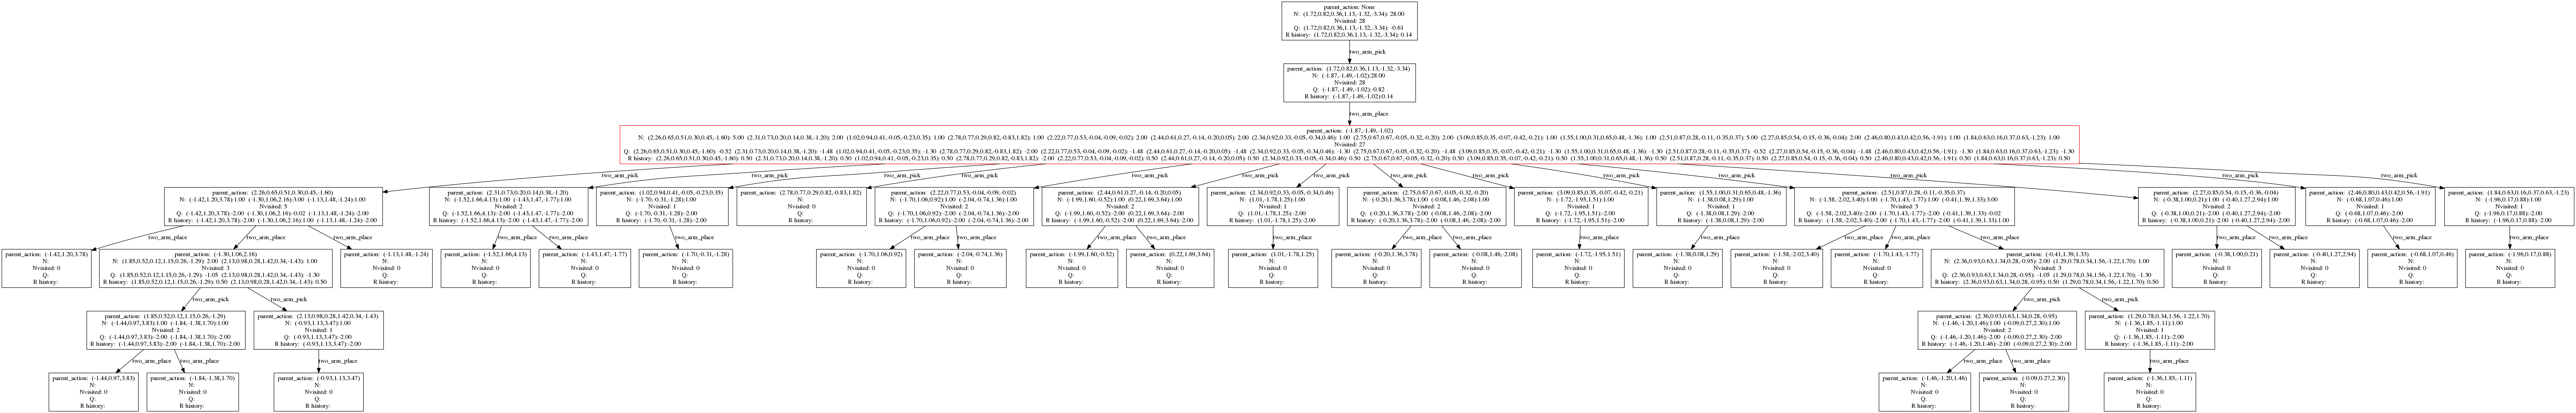 parent_action: None
N: (1.72,0.82,0.36,1.13,-1.32,-3.34): 28.00
Nvisited: 28
Q: (1.72,0.82,0.36,1.13,-1.32,-3.34): -0.61
R history: (1.72,0.82,0.36,1.13,-1.32,-3.34): 0.14
two_arm_pick
parent_action: (1.72,0.82,0.36,1.13,-1.32,-3.34)
N: (-1.87,-1.49,-1.02):28.00
Nvisited: 28
Q: (-1.87,-1.49,-1.02):-0.82
R history: (-1.87,-1.49,-1.02):0.14
two_arm_place
parent_action: (-1.87,-1.49,-1.02)
N: (2.26,0.65,0.51,0.30,0.45,-1.60): 5.00 (2.31,0.73,0.20,0.14,0.38,-1.20): 2.00 (1.02,0.94,0.41,-0.05,-0.23,0.35): 1.00 (2.78,0.77,0.29,0.82,-0.83,1.82): 1.00 (2.22,0.77,0.53,-0.04,-0.09,-0.02): 2.00 (2.44,0.61,0.27,-0.14,-0.20,0.05): 2.00 (2.34,0.92,0.33,-0.05,-0.34,0.46): 1.00 (2.75,0.67,0.67,-0.05,-0.32,-0.20): 2.00 (3.09,0.85,0.35,-0.07,-0.42,-0.21): 1.00 (1.55,1.00,0.31,0.65,0.48,-1.36): 1.00 (2.51,0.87,0.28,-0.11,-0.35,0.37): 5.00 (2.27,0.85,0.54,-0.15,-0.36,-0.04): 2.00 (2.46,0.80,0.43,0.42,0.56,-1.91): 1.00 (1.84,0.63,0.16,0.37,0.63,-1.23): 1.00
Nvisited: 27
Q: (2.26,0.65,0.51,0.30,0.45,-1.60): -0.52 (2.31,0.73,0.20,0.14,0.38,-1.20): -1.48 (1.02,0.94,0.41,-0.05,-0.23,0.35): -1.30 (2.78,0.77,0.29,0.82,-0.83,1.82): -2.00 (2.22,0.77,0.53,-0.04,-0.09,-0.02): -1.48 (2.44,0.61,0.27,-0.14,-0.20,0.05): -1.48 (2.34,0.92,0.33,-0.05,-0.34,0.46): -1.30 (2.75,0.67,0.67,-0.05,-0.32,-0.20): -1.48 (3.09,0.85,0.35,-0.07,-0.42,-0.21): -1.30 (1.55,1.00,0.31,0.65,0.48,-1.36): -1.30 (2.51,0.87,0.28,-0.11,-0.35,0.37): -0.52 (2.27,0.85,0.54,-0.15,-0.36,-0.04): -1.48 (2.46,0.80,0.43,0.42,0.56,-1.91): -1.30 (1.84,0.63,0.16,0.37,0.63,-1.23): -1.30
R history: (2.26,0.65,0.51,0.30,0.45,-1.60): 0.50 (2.31,0.73,0.20,0.14,0.38,-1.20): 0.50 (1.02,0.94,0.41,-0.05,-0.23,0.35): 0.50 (2.78,0.77,0.29,0.82,-0.83,1.82): -2.00 (2.22,0.77,0.53,-0.04,-0.09,-0.02): 0.50 (2.44,0.61,0.27,-0.14,-0.20,0.05): 0.50 (2.34,0.92,0.33,-0.05,-0.34,0.46): 0.50 (2.75,0.67,0.67,-0.05,-0.32,-0.20): 0.50 (3.09,0.85,0.35,-0.07,-0.42,-0.21): 0.50 (1.55,1.00,0.31,0.65,0.48,-1.36): 0.50 (2.51,0.87,0.28,-0.11,-0.35,0.37): 0.50 (2.27,0.85,0.54,-0.15,-0.36,-0.04): 0.50 (2.46,0.80,0.43,0.42,0.56,-1.91): 0.50 (1.84,0.63,0.16,0.37,0.63,-1.23): 0.50
two_arm_pick two_arm_pick two_arm_pick two_arm_pick two_arm_pick two_arm_pick two_arm_pick two_arm_pick two_arm_pick two_arm_pick two_arm_pick two_arm_pick two_arm_pick two_arm_pick
parent_action: (2.26,0.65,0.51,0.30,0.45,-1.60)
N: (-1.42,1.20,3.78):1.00 (-1.30,1.06,2.16):3.00 (-1.13,1.48,-1.24):1.00
Nvisited: 5
Q: (-1.42,1.20,3.78):-2.00 (-1.30,1.06,2.16):-0.02 (-1.13,1.48,-1.24):-2.00
R history: (-1.42,1.20,3.78):-2.00 (-1.30,1.06,2.16):1.00 (-1.13,1.48,-1.24):-2.00
parent_action: (2.31,0.73,0.20,0.14,0.38,-1.20)
N: (-1.52,1.66,4.13):1.00 (-1.43,1.47,-1.77):1.00
Nvisited: 2
Q: (-1.52,1.66,4.13):-2.00 (-1.43,1.47,-1.77):-2.00
R history: (-1.52,1.66,4.13):-2.00 (-1.43,1.47,-1.77):-2.00
parent_action: (1.02,0.94,0.41,-0.05,-0.23,0.35)
N: (-1.70,-0.31,-1.28):1.00
Nvisited: 1
Q: (-1.70,-0.31,-1.28):-2.00
R history: (-1.70,-0.31,-1.28):-2.00
parent_action: (2.78,0.77,0.29,0.82,-0.83,1.82)
N:
Nvisited: 0
Q:
R history:
parent_action: (2.22,0.77,0.53,-0.04,-0.09,-0.02)
N: (-1.70,1.06,0.92):1.00 (-2.04,-0.74,1.36):1.00
Nvisited: 2
Q: (-1.70,1.06,0.92):-2.00 (-2.04,-0.74,1.36):-2.00
R history: (-1.70,1.06,0.92):-2.00 (-2.04,-0.74,1.36):-2.00
parent_action: (2.44,0.61,0.27,-0.14,-0.20,0.05)
N: (-1.99,1.60,-0.52):1.00 (0.22,1.69,3.64):1.00
Nvisited: 2
Q: (-1.99,1.60,-0.52):-2.00 (0.22,1.69,3.64):-2.00
R history: (-1.99,1.60,-0.52):-2.00 (0.22,1.69,3.64):-2.00
parent_action: (2.34,0.92,0.33,-0.05,-0.34,0.46)
N: (1.01,-1.78,1.25):1.00
Nvisited: 1
Q: (1.01,-1.78,1.25):-2.00
R history: (1.01,-1.78,1.25):-2.00
parent_action: (2.75,0.67,0.67,-0.05,-0.32,-0.20)
N: (-0.20,1.36,3.78):1.00 (-0.08,1.46,-2.08):1.00
Nvisited: 2
Q: (-0.20,1.36,3.78):-2.00 (-0.08,1.46,-2.08):-2.00
R history: (-0.20,1.36,3.78):-2.00 (-0.08,1.46,-2.08):-2.00
parent_action: (3.09,0.85,0.35,-0.07,-0.42,-0.21)
N: (-1.72,-1.95,1.51):1.00
Nvisited: 1
Q: (-1.72,-1.95,1.51):-2.00
R history: (-1.72,-1.95,1.51):-2.00
parent_action: (1.55,1.00,0.31,0.65,0.48,-1.36)
N: (-1.38,0.08,1.29):1.00
Nvisited: 1
Q: (-1.38,0.08,1.29):-2.00
R history: (-1.38,0.08,1.29):-2.00
parent_action: (2.51,0.87,0.28,-0.11,-0.35,0.37)
N: (-1.58,-2.02,3.40):1.00 (-1.70,1.43,-1.77):1.00 (-0.41,1.39,1.33):3.00
Nvisited: 5
Q: (-1.58,-2.02,3.40):-2.00 (-1.70,1.43,-1.77):-2.00 (-0.41,1.39,1.33):-0.02
R history: (-1.58,-2.02,3.40):-2.00 (-1.70,1.43,-1.77):-2.00 (-0.41,1.39,1.33):1.00
parent_action: (2.27,0.85,0.54,-0.15,-0.36,-0.04)
N: (-0.38,1.00,0.21):1.00 (-0.40,1.27,2.94):1.00
Nvisited: 2
Q: (-0.38,1.00,0.21):-2.00 (-0.40,1.27,2.94):-2.00
R history: (-0.38,1.00,0.21):-2.00 (-0.40,1.27,2.94):-2.00
parent_action: (2.46,0.80,0.43,0.42,0.56,-1.91)
N: (-0.68,1.07,0.46):1.00
Nvisited: 1
Q: (-0.68,1.07,0.46):-2.00
R history: (-0.68,1.07,0.46):-2.00
parent_action: (1.84,0.63,0.16,0.37,0.63,-1.23)
N: (-1.96,0.17,0.88):1.00
Nvisited: 1
Q: (-1.96,0.17,0.88):-2.00
R history: (-1.96,0.17,0.88):-2.00
two_arm_place two_arm_place two_arm_place two_arm_place two_arm_place two_arm_place two_arm_place two_arm_place two_arm_place two_arm_place two_arm_place two_arm_place two_arm_place two_arm_place two_arm_place two_arm_place two_arm_place two_arm_place two_arm_place two_arm_place two_arm_place two_arm_place
parent_action: (-1.42,1.20,3.78)
N:
Nvisited: 0
Q:
R history:
parent_action: (-1.30,1.06,2.16)
N: (1.85,0.52,0.12,1.15,0.26,-1.29): 2.00 (2.13,0.98,0.28,1.42,0.34,-1.43): 1.00
Nvisited: 3
Q: (1.85,0.52,0.12,1.15,0.26,-1.29): -1.05 (2.13,0.98,0.28,1.42,0.34,-1.43): -1.30
R history: (1.85,0.52,0.12,1.15,0.26,-1.29): 0.50 (2.13,0.98,0.28,1.42,0.34,-1.43): 0.50
parent_action: (-1.13,1.48,-1.24)
N:
Nvisited: 0
Q:
R history:
parent_action: (-1.52,1.66,4.13)
N:
Nvisited: 0
Q:
R history:
parent_action: (-1.43,1.47,-1.77)
N:
Nvisited: 0
Q:
R history:
parent_action: (-1.70,-0.31,-1.28)
N:
Nvisited: 0
Q:
R history:
parent_action: (-1.70,1.06,0.92)
N:
Nvisited: 0
Q:
R history:
parent_action: (-2.04,-0.74,1.36)
N:
Nvisited: 0
Q:
R history:
parent_action: (-1.99,1.60,-0.52)
N:
Nvisited: 0
Q:
R history:
parent_action: (0.22,1.69,3.64)
N:
Nvisited: 0
Q:
R history:
parent_action: (1.01,-1.78,1.25)
N:
Nvisited: 0
Q:
R history:
parent_action: (-0.20,1.36,3.78)
N:
Nvisited: 0
Q:
R history:
parent_action: (-0.08,1.46,-2.08)
N:
Nvisited: 0
Q:
R history:
parent_action: (-1.72,-1.95,1.51)
N:
Nvisited: 0
Q:
R history:
parent_action: (-1.38,0.08,1.29)
N:
Nvisited: 0
Q:
R history:
parent_action: (-1.58,-2.02,3.40)
N:
Nvisited: 0
Q:
R history:
parent_action: (-1.70,1.43,-1.77)
N:
Nvisited: 0
Q:
R history:
parent_action: (-0.41,1.39,1.33)
N: (2.36,0.93,0.63,1.34,0.28,-0.95): 2.00 (1.29,0.78,0.34,1.56,-1.22,1.70): 1.00
Nvisited: 3
Q: (2.36,0.93,0.63,1.34,0.28,-0.95): -1.05 (1.29,0.78,0.34,1.56,-1.22,1.70): -1.30
R history: (2.36,0.93,0.63,1.34,0.28,-0.95): 0.50 (1.29,0.78,0.34,1.56,-1.22,1.70): 0.50
parent_action: (-0.38,1.00,0.21)
N:
Nvisited: 0
Q:
R history:
parent_action: (-0.40,1.27,2.94)
N:
Nvisited: 0
Q:
R history:
parent_action: (-0.68,1.07,0.46)
N:
Nvisited: 0
Q:
R history:
parent_action: (-1.96,0.17,0.88)
N:
Nvisited: 0
Q:
R history:
two_arm_pick two_arm_pick two_arm_pick two_arm_pick
parent_action: (1.85,0.52,0.12,1.15,0.26,-1.29)
N: (-1.44,0.97,3.83):1.00 (-1.84,-1.38,1.70):1.00
Nvisited: 2
Q: (-1.44,0.97,3.83):-2.00 (-1.84,-1.38,1.70):-2.00
R history: (-1.44,0.97,3.83):-2.00 (-1.84,-1.38,1.70):-2.00
parent_action: (2.13,0.98,0.28,1.42,0.34,-1.43)
N: (-0.93,1.13,3.47):1.00
Nvisited: 1
Q: (-0.93,1.13,3.47):-2.00
R history: (-0.93,1.13,3.47):-2.00
parent_action: (2.36,0.93,0.63,1.34,0.28,-0.95)
N: (-1.46,-1.20,1.46):1.00 (-0.09,0.27,2.30):1.00
Nvisited: 2
Q: (-1.46,-1.20,1.46):-2.00 (-0.09,0.27,2.30):-2.00
R history: (-1.46,-1.20,1.46):-2.00 (-0.09,0.27,2.30):-2.00
parent_action: (1.29,0.78,0.34,1.56,-1.22,1.70)
N: (-1.36,1.85,-1.11):1.00
Nvisited: 1
Q: (-1.36,1.85,-1.11):-2.00
R history: (-1.36,1.85,-1.11):-2.00
two_arm_place two_arm_place two_arm_place two_arm_place two_arm_place two_arm_place
parent_action: (-1.44,0.97,3.83)
N:
Nvisited: 0
Q:
R history:
parent_action: (-1.84,-1.38,1.70)
N:
Nvisited: 0
Q:
R history:
parent_action: (-0.93,1.13,3.47)
N:
Nvisited: 0
Q:
R history:
parent_action: (-1.46,-1.20,1.46)
N:
Nvisited: 0
Q:
R history:
parent_action: (-0.09,0.27,2.30)
N:
Nvisited: 0
Q:
R history:
parent_action: (-1.36,1.85,-1.11)
N:
Nvisited: 0
Q:
R history: